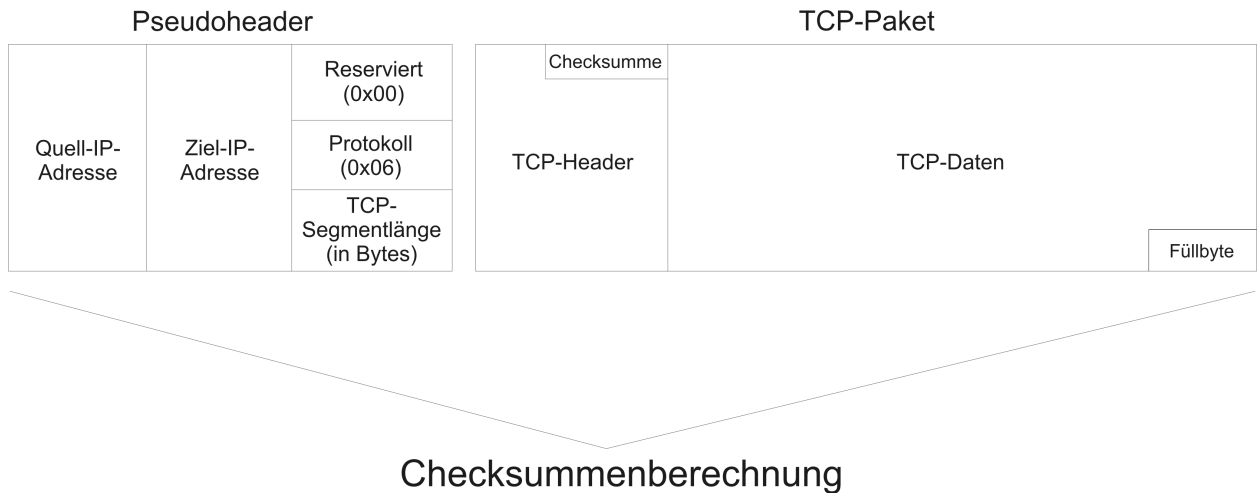 Pseudoheader
TCP-Paket
Quell-IP-
Adresse
Ziel-IP-
Adresse
Reserviert
(0x00)
Protokoll
(0x06)
TCP-
Segmentlänge
(in Bytes)
TCP-Header
Checksumme
TCP-Daten
Füllbyte
Checksummenberechnung